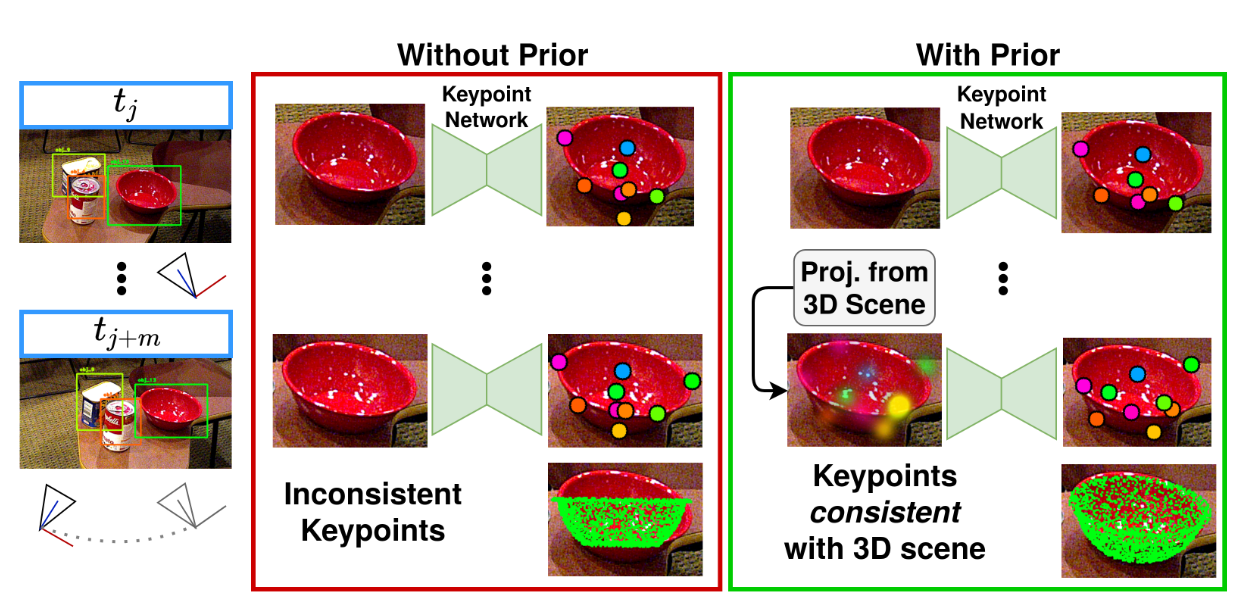 Without Prior
With Prior
t_j
Keypoint
Network
Keypoint
Network
Proj. from
3D Scene
t_{j+m}
Inconsistent
Keypoints
Keypoints
consistent
with 3D scene